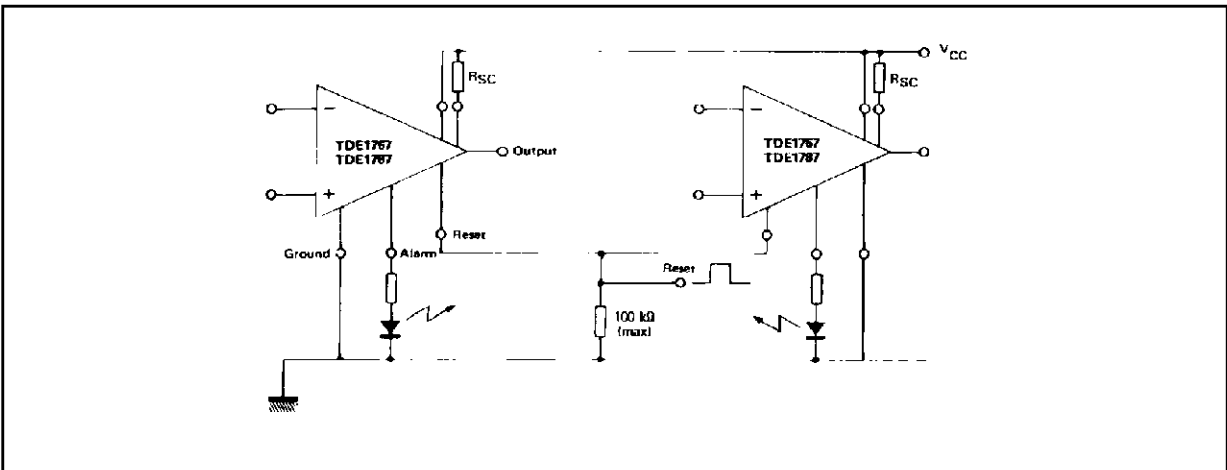 VCC
RSC
RSC
−
TDE1767
TDE1787
Output
+
−
TDE1767
TDE1787
+
Reset
Ground
Alarm
Reset
100 kΩ
(max)